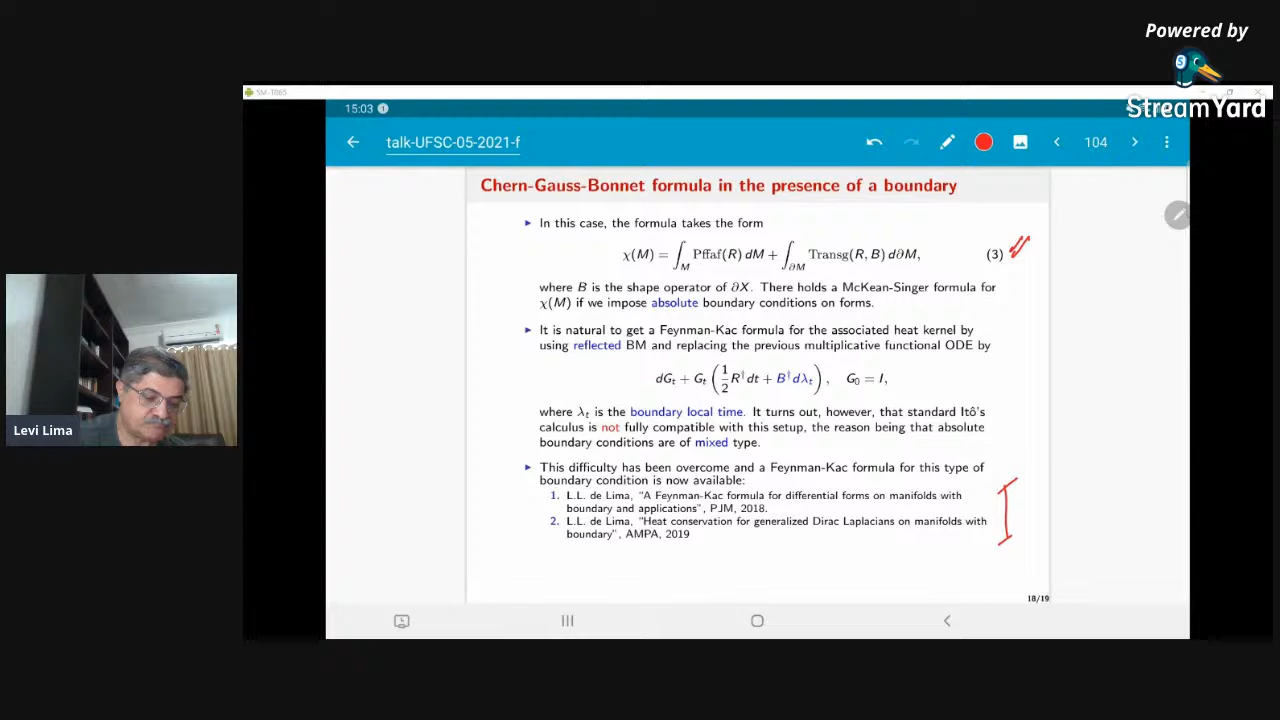 Powered by
StreamYard
SM-T865
15:03
talk-UFSC-05-2021-f
104
Chern-Gauss-Bonnet formula in the presence of a boundary
► In this case, the formula takes the form
χ(M) = ∫_M Pffaf(R) dM + ∫_∂M Transg(R, B) d∂M, (3)
where B is the shape operator of ∂X. There holds a McKean-Singer formula for
χ(M) if we impose absolute boundary conditions on forms.
► It is natural to get a Feynman-Kac formula for the associated heat kernel by
using reflected BM and replacing the previous multiplicative functional ODE by
dG_t + G_t (1/2 R^† dt + B^† dλ_t), G_0 = I,
where λ_t is the boundary local time. It turns out, however, that standard Itô's
calculus is not fully compatible with this setup, the reason being that absolute
boundary conditions are of mixed type.
► This difficulty has been overcome and a Feynman-Kac formula for this type of
boundary condition is now available:
1. L.L. de Lima, "A Feynman-Kac formula for differential forms on manifolds with
boundary and applications", PJM, 2018.
2. L.L. de Lima, "Heat conservation for generalized Dirac Laplacians on manifolds with
boundary", AMPA, 2019
18/19
Levi Lima